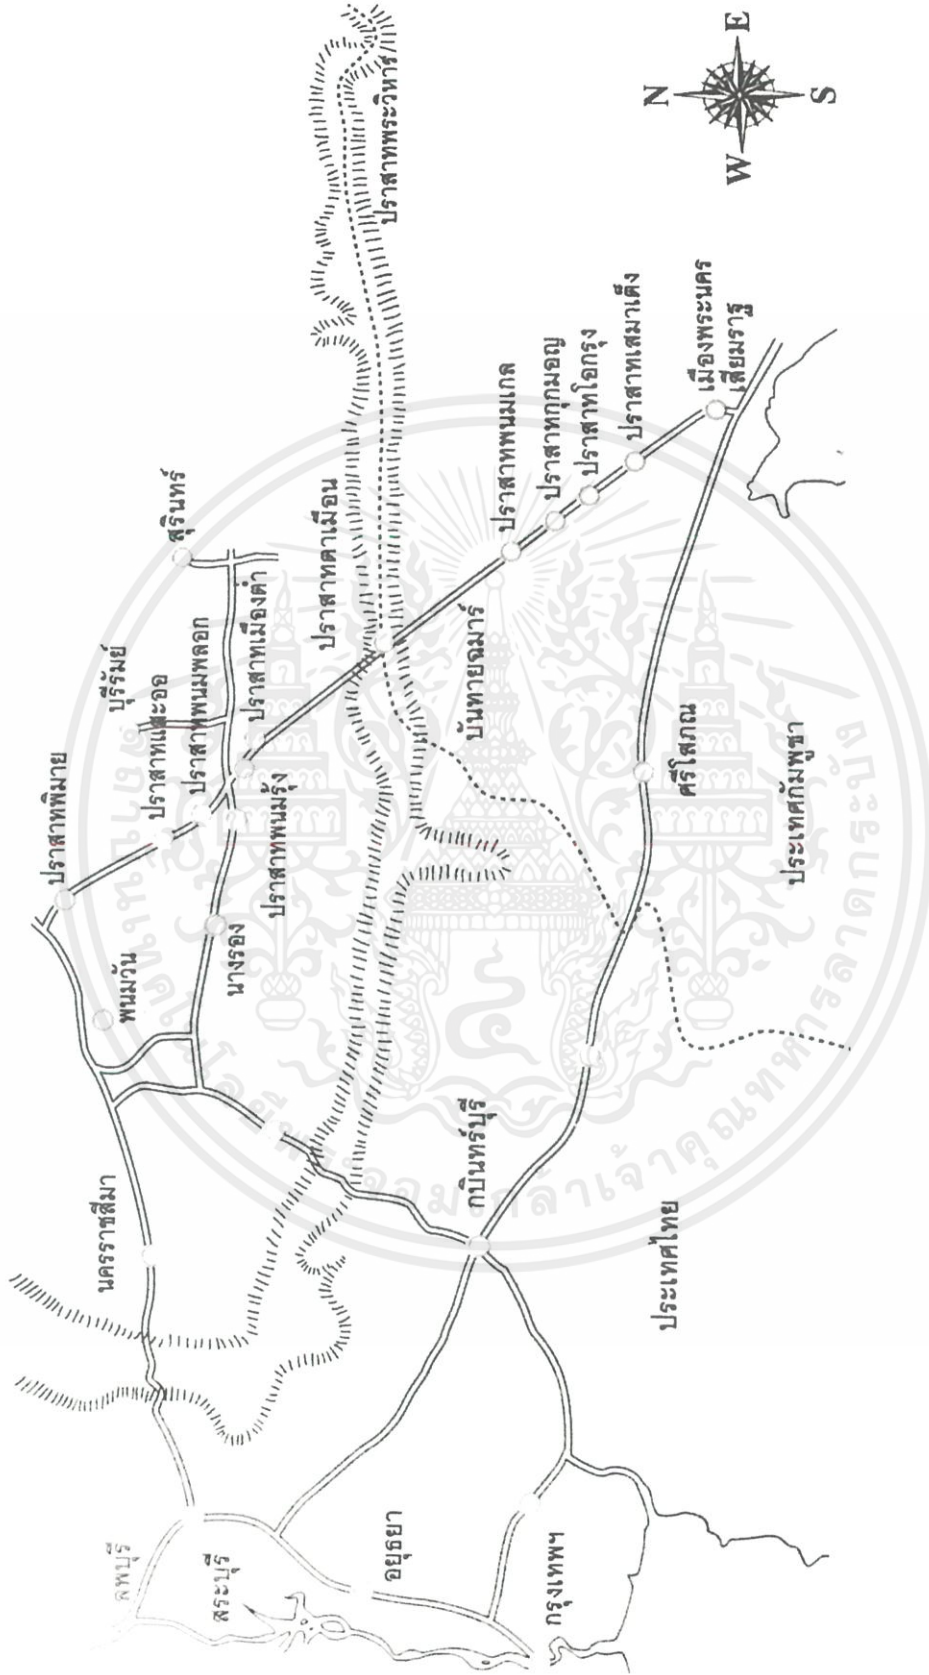 ปราสาทพิมาย
บุรีรัมย์
สุรินทร์
ปราสาทและออ
ปราสาทพนมพลอก
ปราสาทเมืองต่ำ
พนมวัน
นางรอง
ปราสาทพนมรุ้ง
ปราสาทตาเมือน
ปราสาทพระวิหาร
นครราชสีมา
ลพบุรี
สระบุรี
อยุธยา
กรุงเทพฯ
กบินทร์บุรี
บันทายฉมาร์
ปราสาทพนมเกล
ปราสาทกุกมอญ
ปราสาทโอกรุง
ปราสาทเสมาเต็ง
เมืองพระนคร
เสียมราฐ
ศรีโสภณ
ประเทศกัมพูชา
ประเทศไทย
N
W
E
S